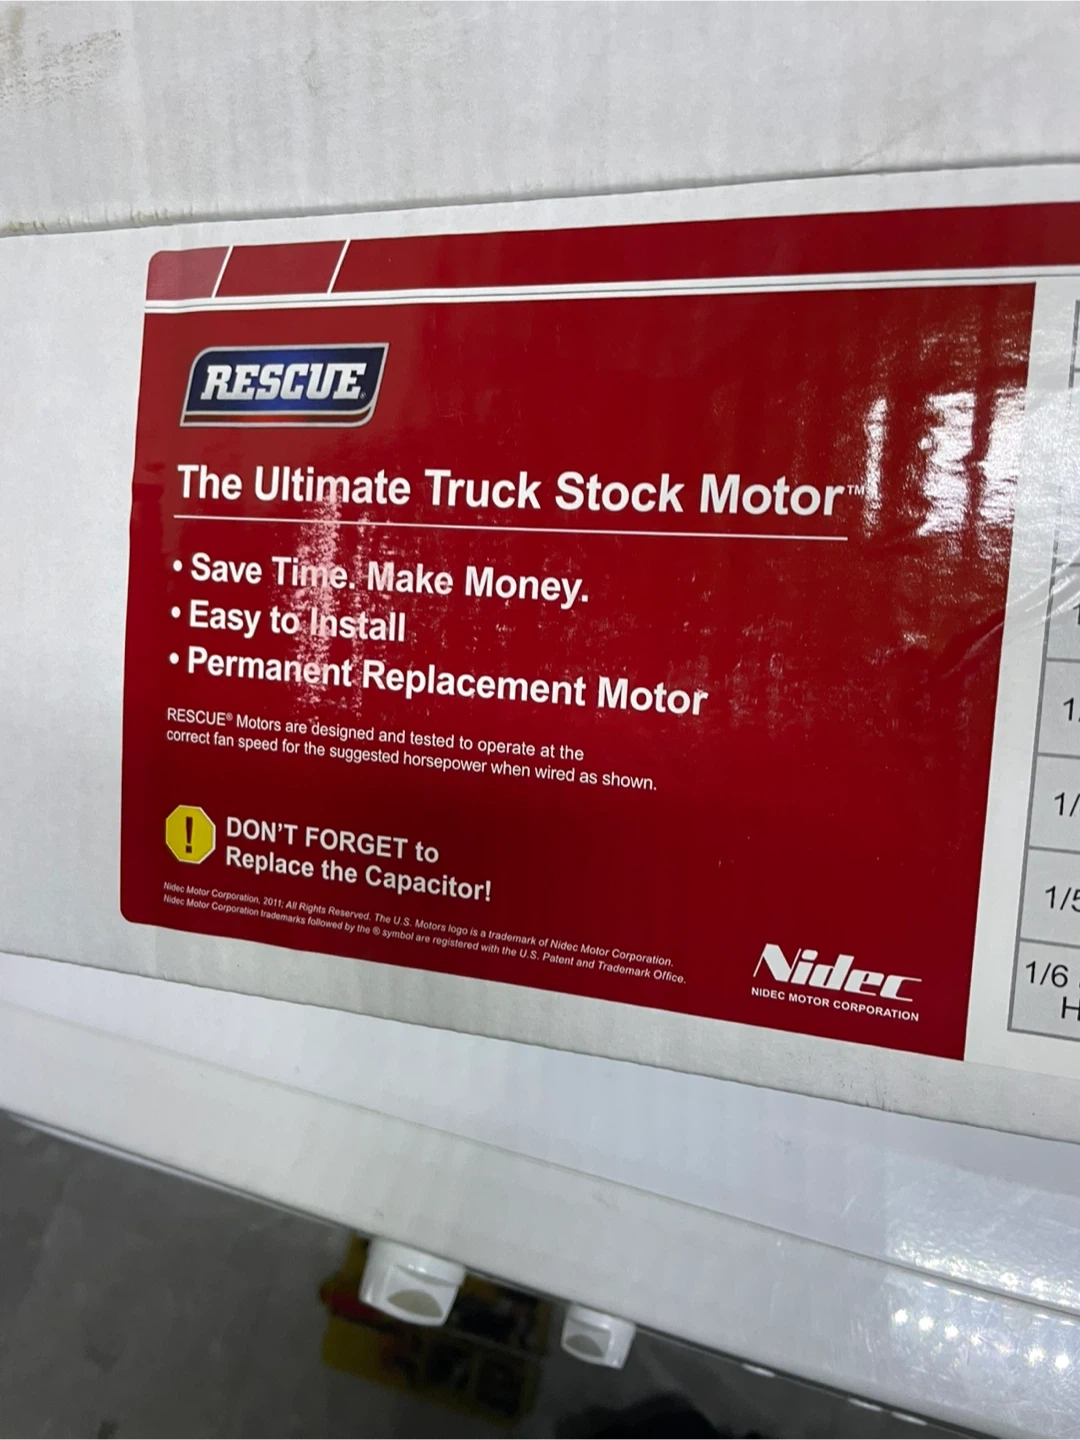 RESCUE®
The Ultimate Truck Stock Motor™
• Save Time. Make Money.
• Easy to Install
• Permanent Replacement Motor
RESCUE® Motors are designed and tested to operate at the
correct fan speed for the suggested horsepower when wired as shown.
! DON'T FORGET to
Replace the Capacitor!
Nidec Motor Corporation, 2011; All Rights Reserved. The U.S. Motors logo is a trademark of Nidec Motor Corporation.
Nidec Motor Corporation trademarks followed by the ® symbol are registered with the U.S. Patent and Trademark Office.
Nidec
NIDEC MOTOR CORPORATION
1/
1/5
1/6
H